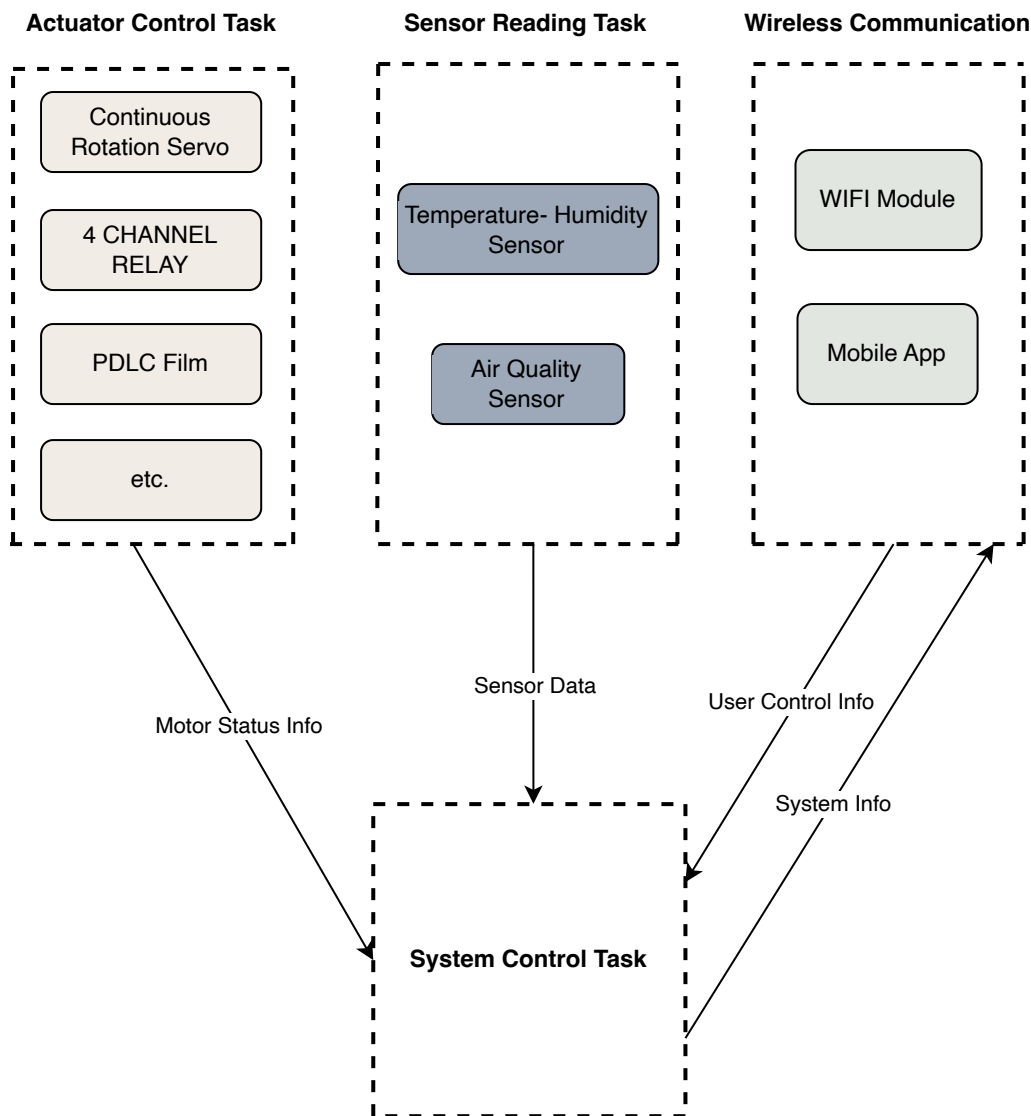 Actuator Control Task
Sensor Reading Task
Wireless Communication
Continuous
Rotation Servo
4 CHANNEL
RELAY
PDLC Film
etc.
Temperature- Humidity
Sensor
Air Quality
Sensor
WIFI Module
Mobile App
Motor Status Info
Sensor Data
User Control Info
System Info
System Control Task